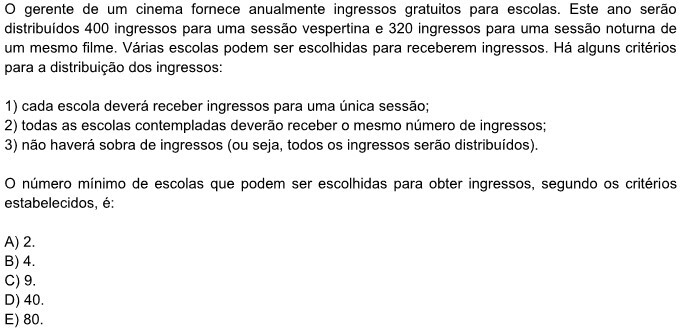 O gerente de um cinema fornece anualmente ingressos gratuitos para escolas. Este ano serão
distribuídos 400 ingressos para uma sessão vespertina e 320 ingressos para uma sessão noturna de
um mesmo filme. Várias escolas podem ser escolhidas para receberem ingressos. Há alguns critérios
para a distribuição dos ingressos:
1) cada escola deverá receber ingressos para uma única sessão;
2) todas as escolas contempladas deverão receber o mesmo número de ingressos;
3) não haverá sobra de ingressos (ou seja, todos os ingressos serão distribuídos).
O número mínimo de escolas que podem ser escolhidas para obter ingressos, segundo os critérios
estabelecidos, é:
A) 2.
B) 4.
C) 9.
D) 40.
E) 80.